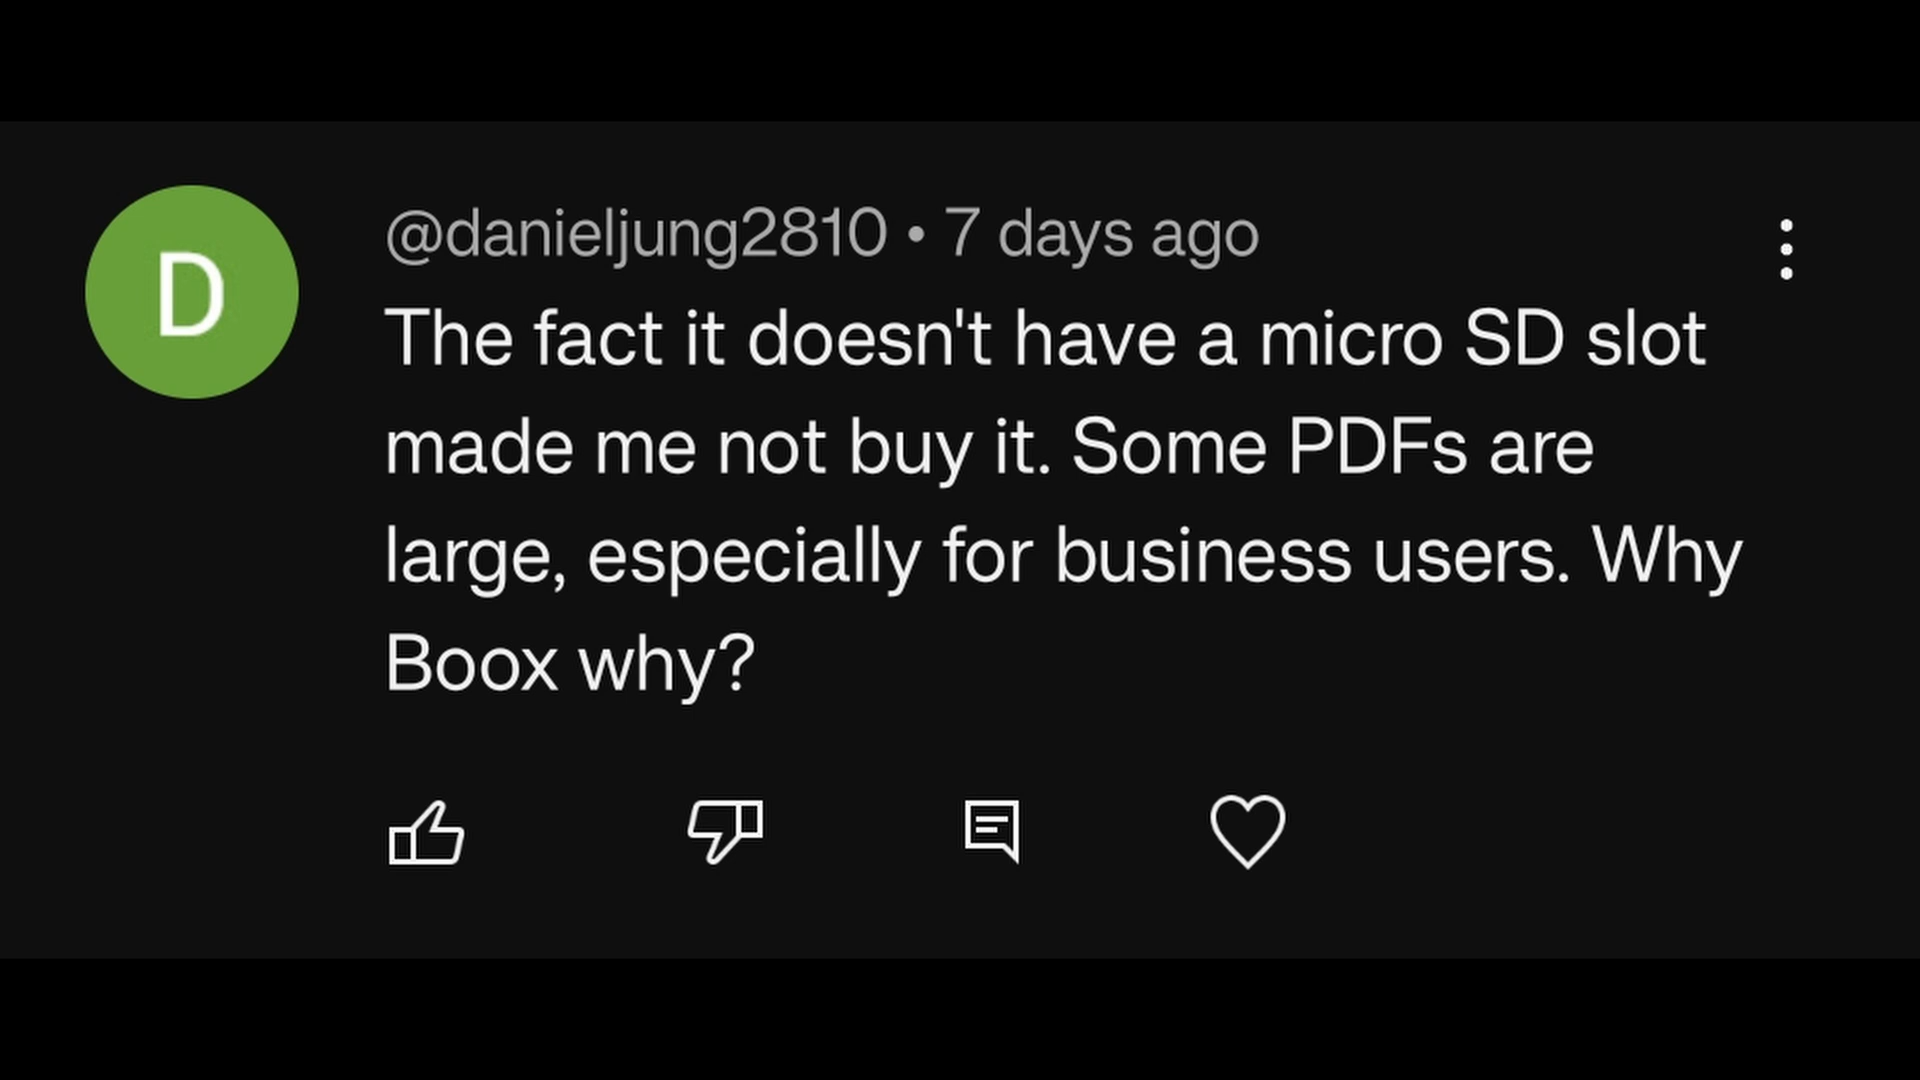 D
@danieljung2810 • 7 days ago
The fact it doesn't have a micro SD slot
made me not buy it. Some PDFs are
large, especially for business users. Why
Boox why?